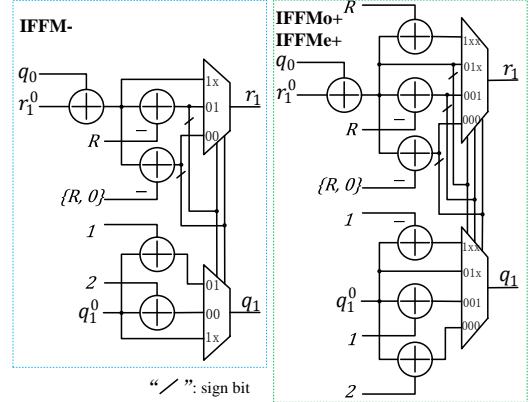 IFFM-
q0
r1^0
R
{R, 0}
1
2
q1^0
1x
01
00
r1
01
00
1x
q1
IFFMo+
IFFMe+
R
q0
r1^0
R
{R, 0}
1
q1^0
1
2
1xx
01x
001
000
r1
1xx
01x
001
000
q1
“/”: sign bit